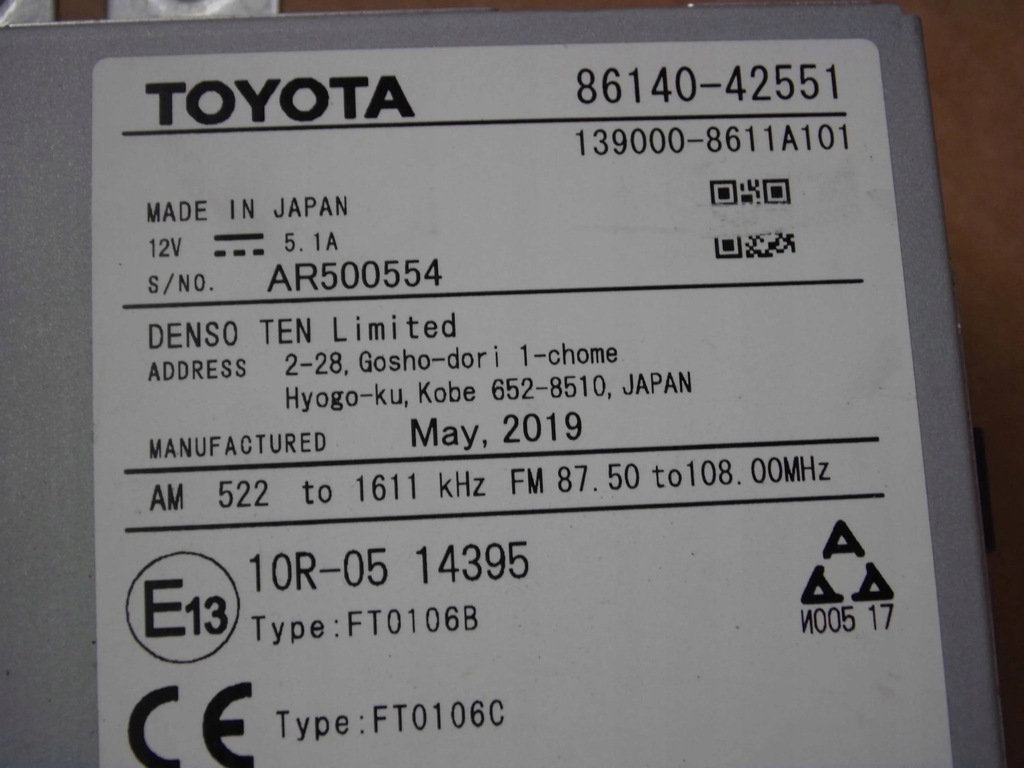 TOYOTA 86140-42551
139000-8611A101
MADE IN JAPAN
12V 5.1A
S/NO. AR500554
DENSO TEN Limited
ADDRESS 2-28, Gosho-dori 1-chome
Hyogo-ku, Kobe 652-8510, JAPAN
MANUFACTURED May, 2019
AM 522 to 1611 kHz FM 87.50 to108.00MHz
E13 10R-05 14395
Type:FT0106B
И005 17
CE Type:FT0106C